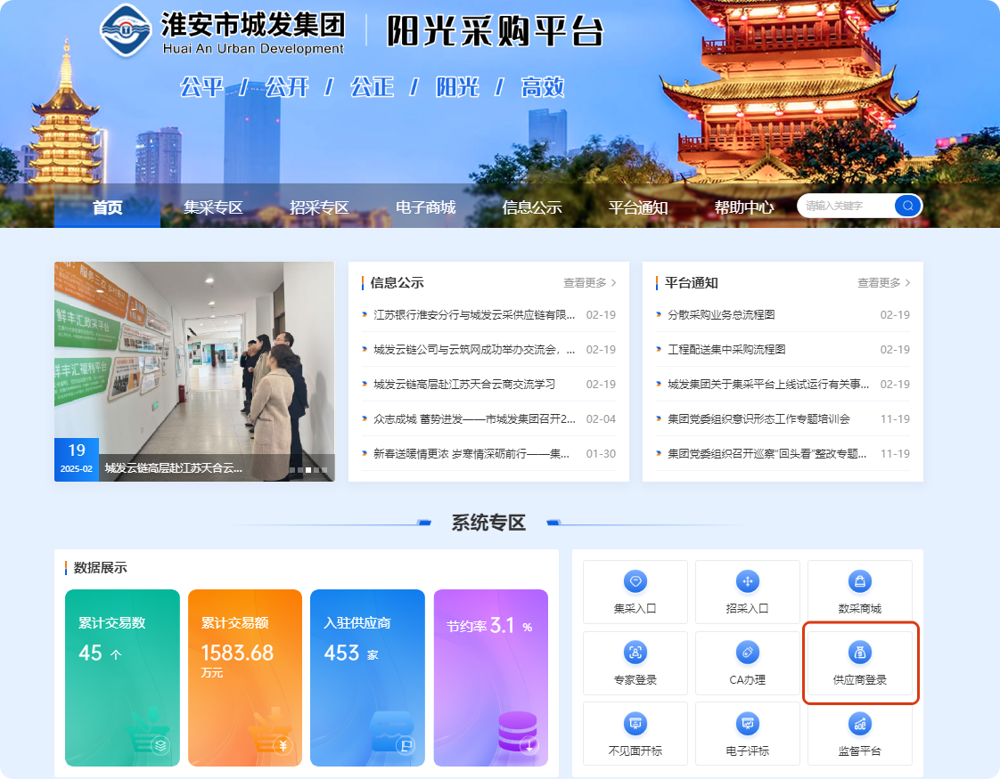 淮安市城发集团
Huai An Urban Development
阳光采购平台
公平 / 公开 / 公正 / 阳光 / 高效
首页
集采专区
招采专区
电子商城
信息公示
平台通知
帮助中心
请输入关键字
鲜丰汇政采平台
鲜丰汇福利平台
19
2025-02
城发云链高层赴江苏天合云...
信息公示
查看更多 >
江苏银行淮安分行与城发云采供应链有限... 02-19
城发云链公司与云筑网成功举办交流会，... 02-19
城发云链高层赴江苏天合云商交流学习 02-19
众志成城 蓄势进发——市城发集团召开2... 02-04
新春送暖情更浓 岁寒情深砺前行——集... 01-30
平台通知
查看更多 >
分散采购业务总流程图 02-19
工程配送集中采购流程图 02-19
城发集团关于集采平台上线试运行有关事... 02-19
集团党委组织意识形态工作专题培训会 11-19
集团党委组织召开巡察“回头看”整改专题... 11-19
系统专区
数据展示
累计交易数
45 个
累计交易额
1583.68
万元
入驻供应商
453 家
节约率 3.1 %
集采入口
招采入口
数采商城
专家登录
CA办理
供应商登录
不见面开标
电子评标
监督平台